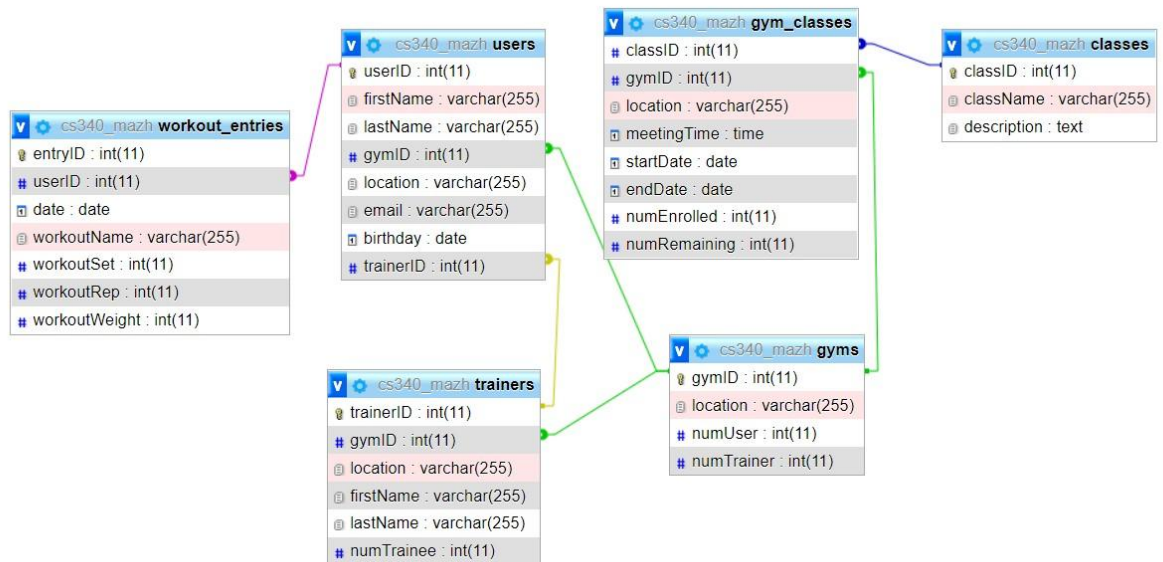 cs340_mazh workout_entries
entryID : int(11)
userID : int(11)
date : date
workoutName : varchar(255)
workoutSet : int(11)
workoutRep : int(11)
workoutWeight : int(11)
cs340_mazh users
userID : int(11)
firstName : varchar(255)
lastName : varchar(255)
gymID : int(11)
location : varchar(255)
email : varchar(255)
birthday : date
trainerID : int(11)
cs340_mazh trainers
trainerID : int(11)
gymID : int(11)
location : varchar(255)
firstName : varchar(255)
lastName : varchar(255)
numTrainee : int(11)
cs340_mazh gym_classes
classID : int(11)
gymID : int(11)
location : varchar(255)
meetingTime : time
startDate : date
endDate : date
numEnrolled : int(11)
numRemaining : int(11)
cs340_mazh gyms
gymID : int(11)
location : varchar(255)
numUser : int(11)
numTrainer : int(11)
cs340_mazh classes
classID : int(11)
className : varchar(255)
description : text